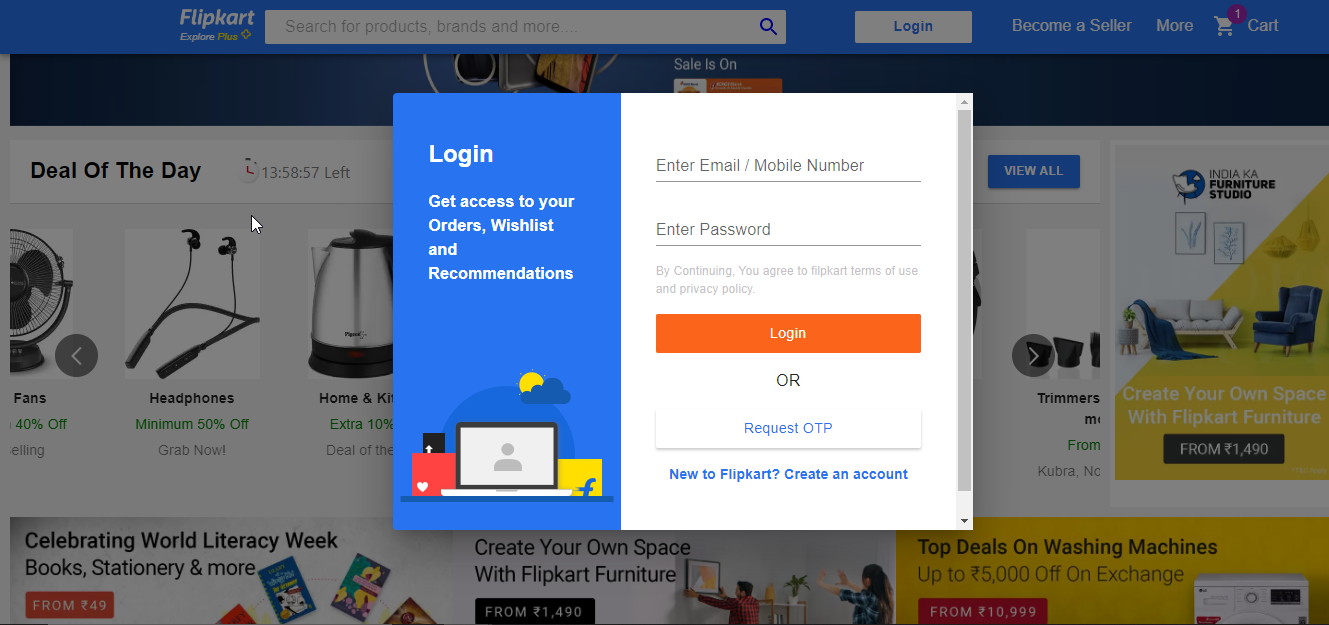 Flipkart
Explore Plus
Search for products, brands and more....
Login
Become a Seller
More
1
Cart
Sale Is On
Deal Of The Day
13:58:57 Left
VIEW ALL
Login
Get access to your
Orders, Wishlist
and
Recommendations
Enter Email / Mobile Number
Enter Password
By Continuing, You agree to filpkart terms of use
and privacy policy.
Login
OR
Request OTP
New to Flipkart? Create an account
Fans
40% Off
elling
Headphones
Minimum 50% Off
Grab Now!
Pigeon
Home & Ki
Extra 10%
Deal of the
Trimmers
mo
From
Kubra, No
INDIA KA
FURNITURE
STUDIO
Create Your Own Space
With Flipkart Furniture
FROM ₹1,490
Celebrating World Literacy Week
Books, Stationery & more
FROM ₹49
Create Your Own Space
With Flipkart Furniture
FROM ₹1,490
Top Deals On Washing Machines
Up to ₹5,000 Off On Exchange
FROM ₹10,999